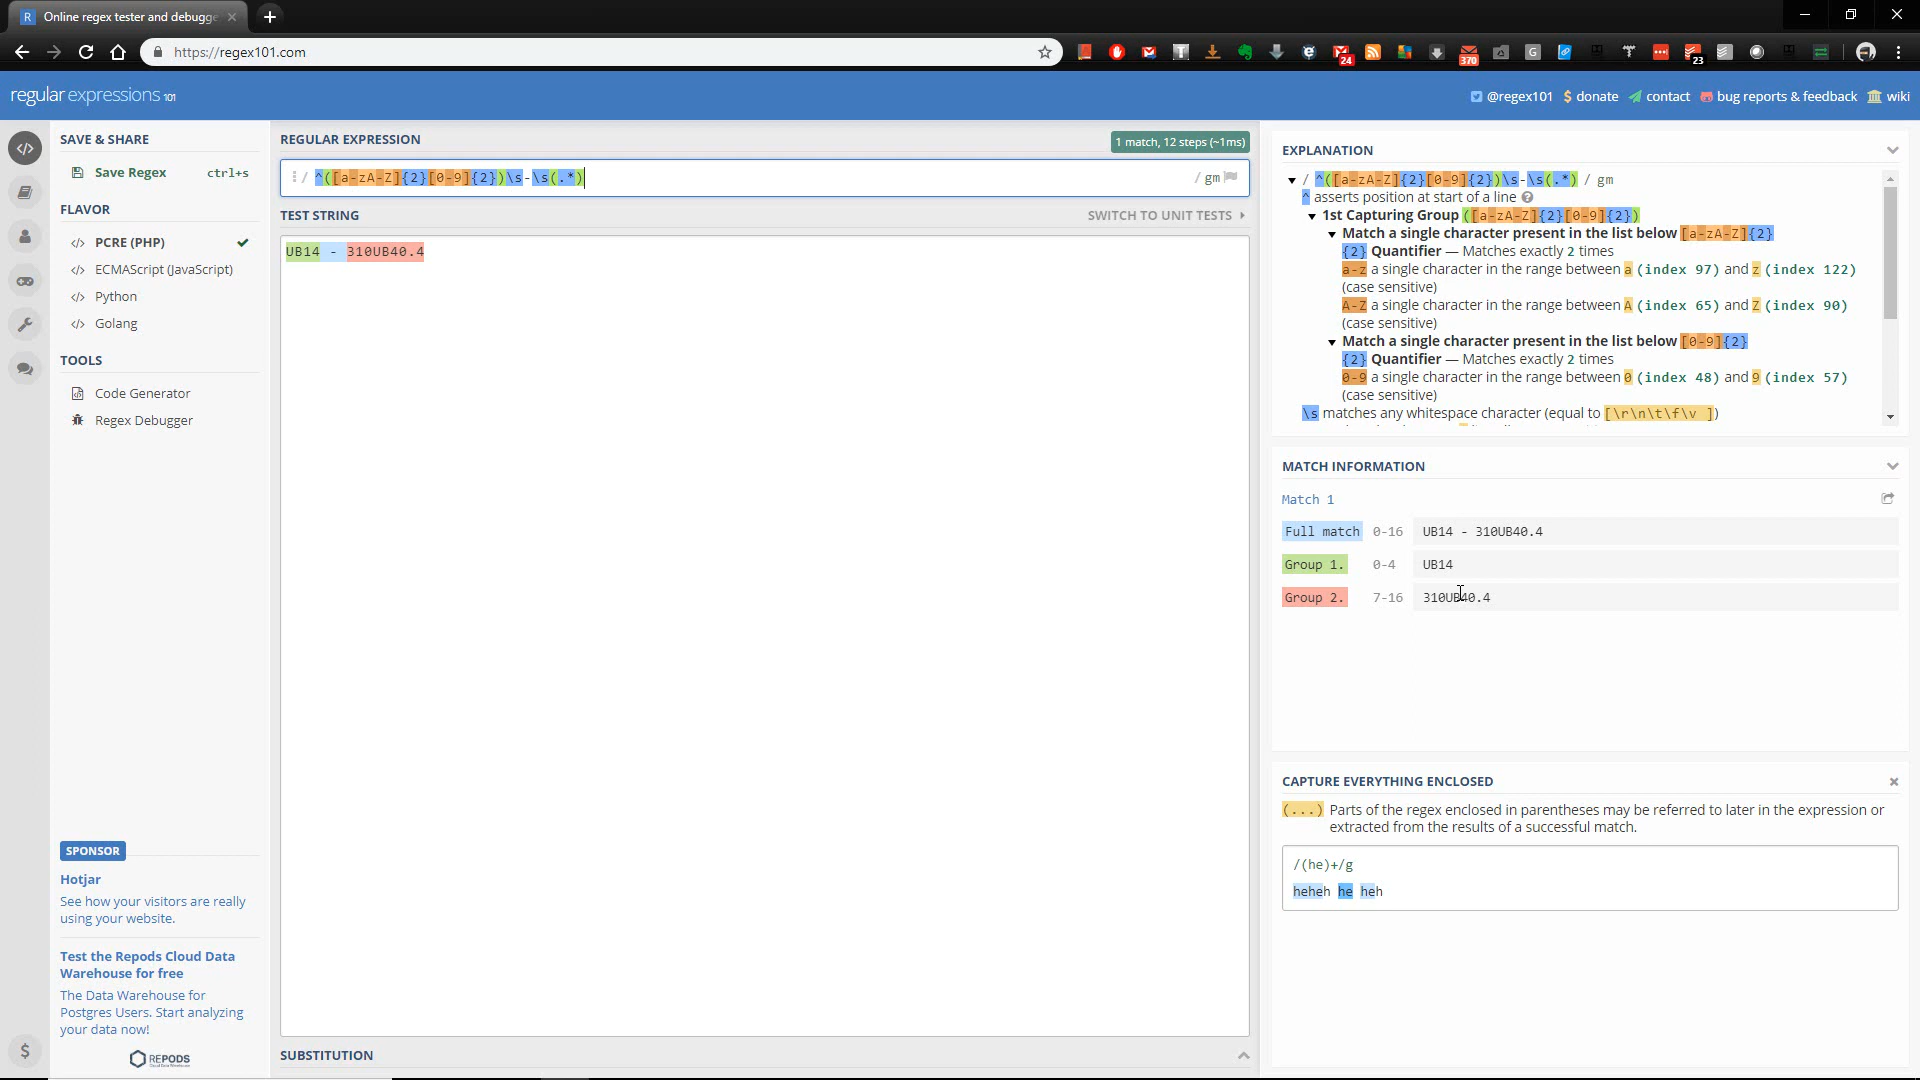 R Online regex tester and debugge
https://regex101.com
24
370
G
23
regular expressions 101
@regex101 $ donate contact bug reports & feedback wiki
SAVE & SHARE
Save Regex ctrl+s
FLAVOR
</> PCRE (PHP)
</> ECMAScript (JavaScript)
</> Python
</> Golang
TOOLS
Code Generator
Regex Debugger
SPONSOR
Hotjar
See how your visitors are really
using your website.
Test the Repods Cloud Data
Warehouse for free
The Data Warehouse for
Postgres Users. Start analyzing
your data now!
REPODS
$
REGULAR EXPRESSION
1 match, 12 steps (~1ms)
/ ^([a-zA-Z]{2}[0-9]{2})\s-\s(.*) / gm
TEST STRING
SWITCH TO UNIT TESTS
UB14 - 310UB40.4
SUBSTITUTION
EXPLANATION
/ ^([a-zA-Z]{2}[0-9]{2})\s-\s(.*) / gm
^ asserts position at start of a line
1st Capturing Group ([a-zA-Z]{2}[0-9]{2})
Match a single character present in the list below [a-zA-Z]{2}
{2} Quantifier — Matches exactly 2 times
a-z a single character in the range between a (index 97) and z (index 122)
(case sensitive)
A-Z a single character in the range between A (index 65) and Z (index 90)
(case sensitive)
Match a single character present in the list below [0-9]{2}
{2} Quantifier — Matches exactly 2 times
0-9 a single character in the range between 0 (index 48) and 9 (index 57)
(case sensitive)
\s matches any whitespace character (equal to [\r\n\t\f\v ])
MATCH INFORMATION
Match 1
Full match 0-16 UB14 - 310UB40.4
Group 1. 0-4 UB14
Group 2. 7-16 310UB40.4
CAPTURE EVERYTHING ENCLOSED
(...) Parts of the regex enclosed in parentheses may be referred to later in the expression or
extracted from the results of a successful match.
/(he)+/g
heheh he heh